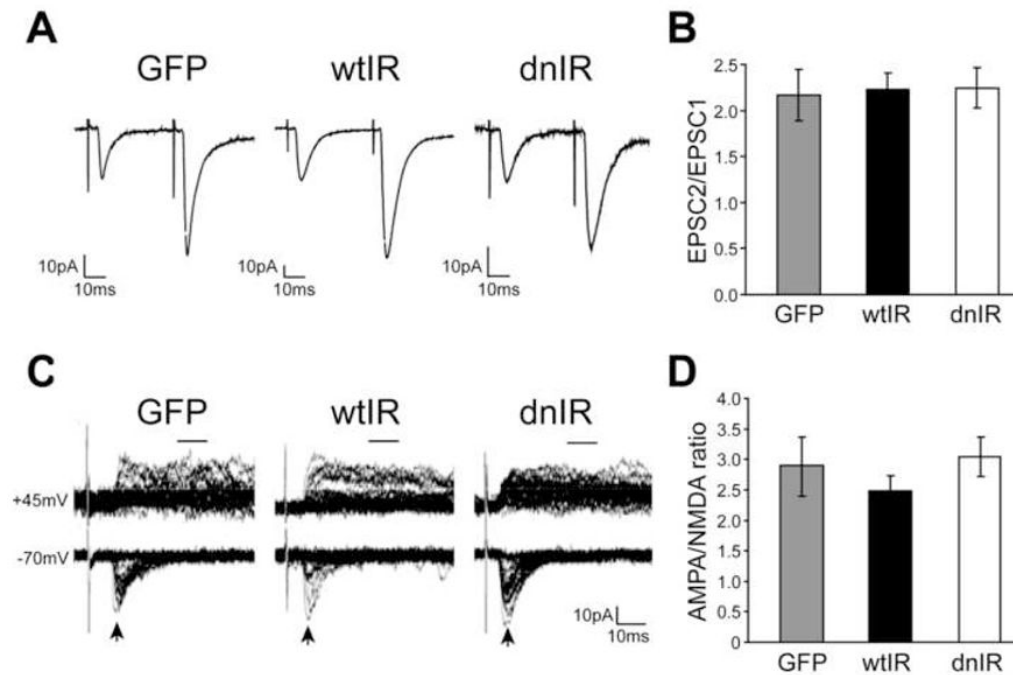 A
GFP
wtIR
dnIR
10pA
10ms
10pA
10ms
10pA
10ms
B
EPSC2/EPSC1
2.5
2.0
1.5
1.0
0.5
0.0
GFP
wtIR
dnIR
C
GFP
wtIR
dnIR
+45mV
-70mV
10pA
10ms
D
AMPA/NMDA ratio
4.0
3.5
3.0
2.5
2.0
1.5
1.0
0.5
0
GFP
wtIR
dnIR